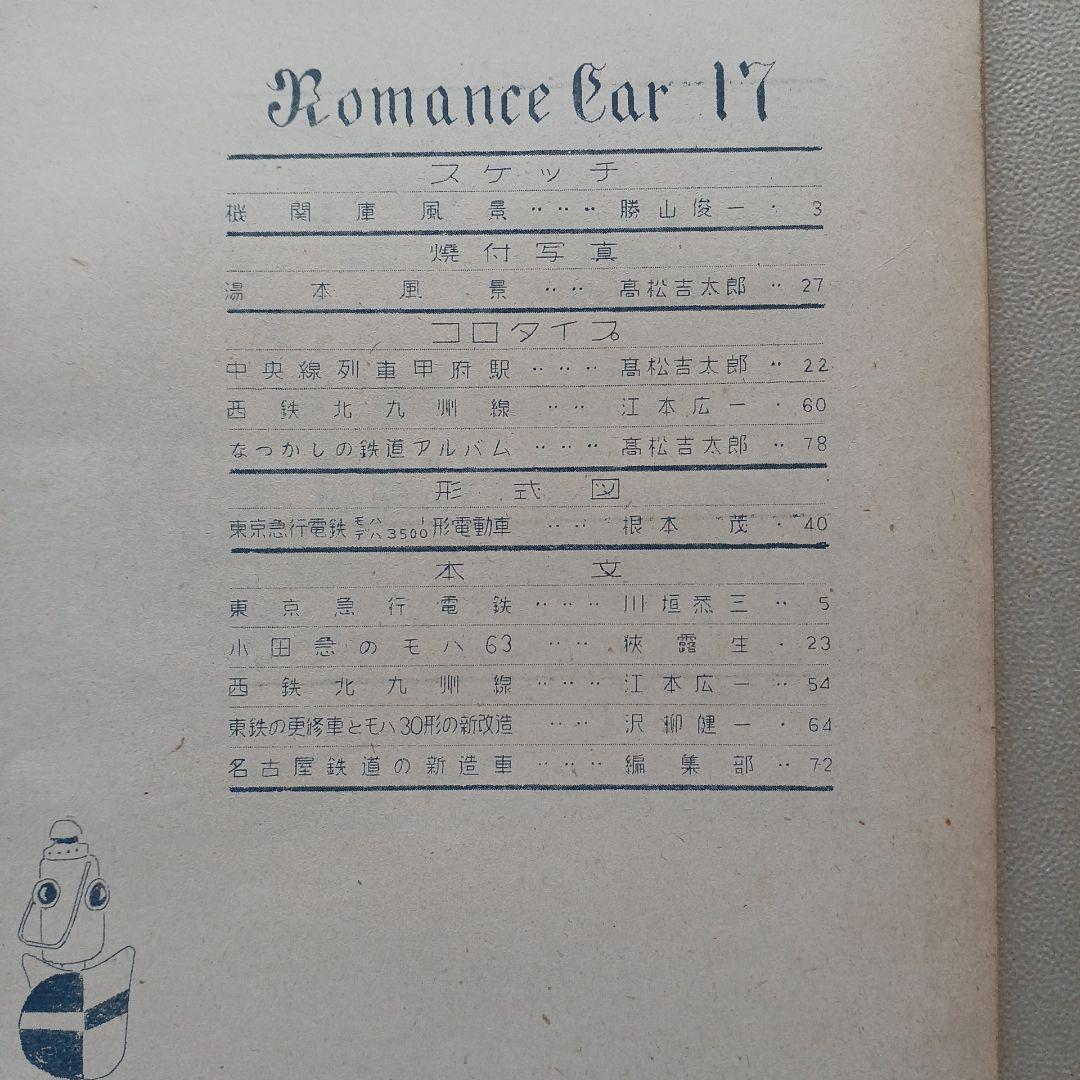 Romance Car 17
スケッチ
機関庫風景‥‥‥勝山俊一・3
燒付写真
湯本風景‥‥髙松吉太郎‥27
コロタイプ
中央線列車甲府駅‥‥‥髙松吉太郎‥22
西鉄北九州線‥‥江本広一・60
なつかしの鉄道アルバム‥‥‥髙松吉太郎‥78
形式図
東京急行電鉄モハ1デハ3500形電動車‥‥根本茂・40
本文
東京急行電鉄‥‥‥川垣恭三‥5
小田急のモハ63‥‥狹露生・23
西鉄北九州線‥‥‥江本広一‥54
東鉄の更修車とモハ30形の新改造‥‥沢柳健一・64
名古屋鉄道の新造車‥‥‥編集部‥72